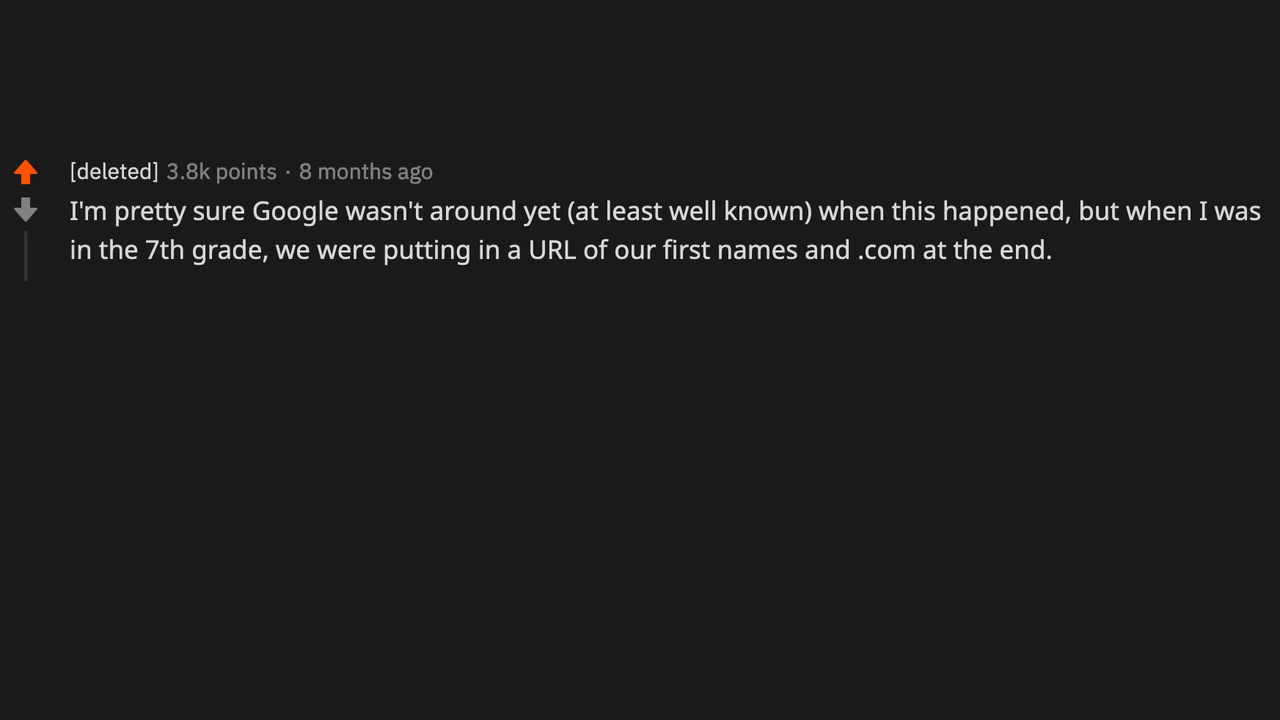 [deleted] 3.8k points · 8 months ago
I'm pretty sure Google wasn't around yet (at least well known) when this happened, but when I was
in the 7th grade, we were putting in a URL of our first names and .com at the end.